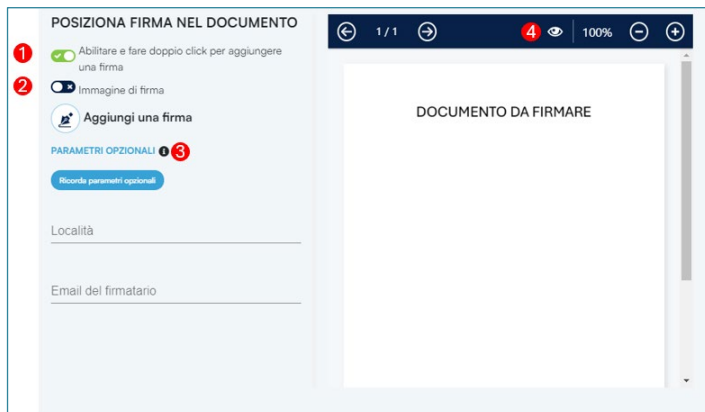 POSIZIONA FIRMA NEL DOCUMENTO
1
Abilitare e fare doppio click per aggiungere
una firma
2
Immagine di firma
Aggiungi una firma
PARAMETRI OPZIONALI
3
Ricorda parametri opzionali
Località
Email del firmatario
1 / 1
4
100%
DOCUMENTO DA FIRMARE